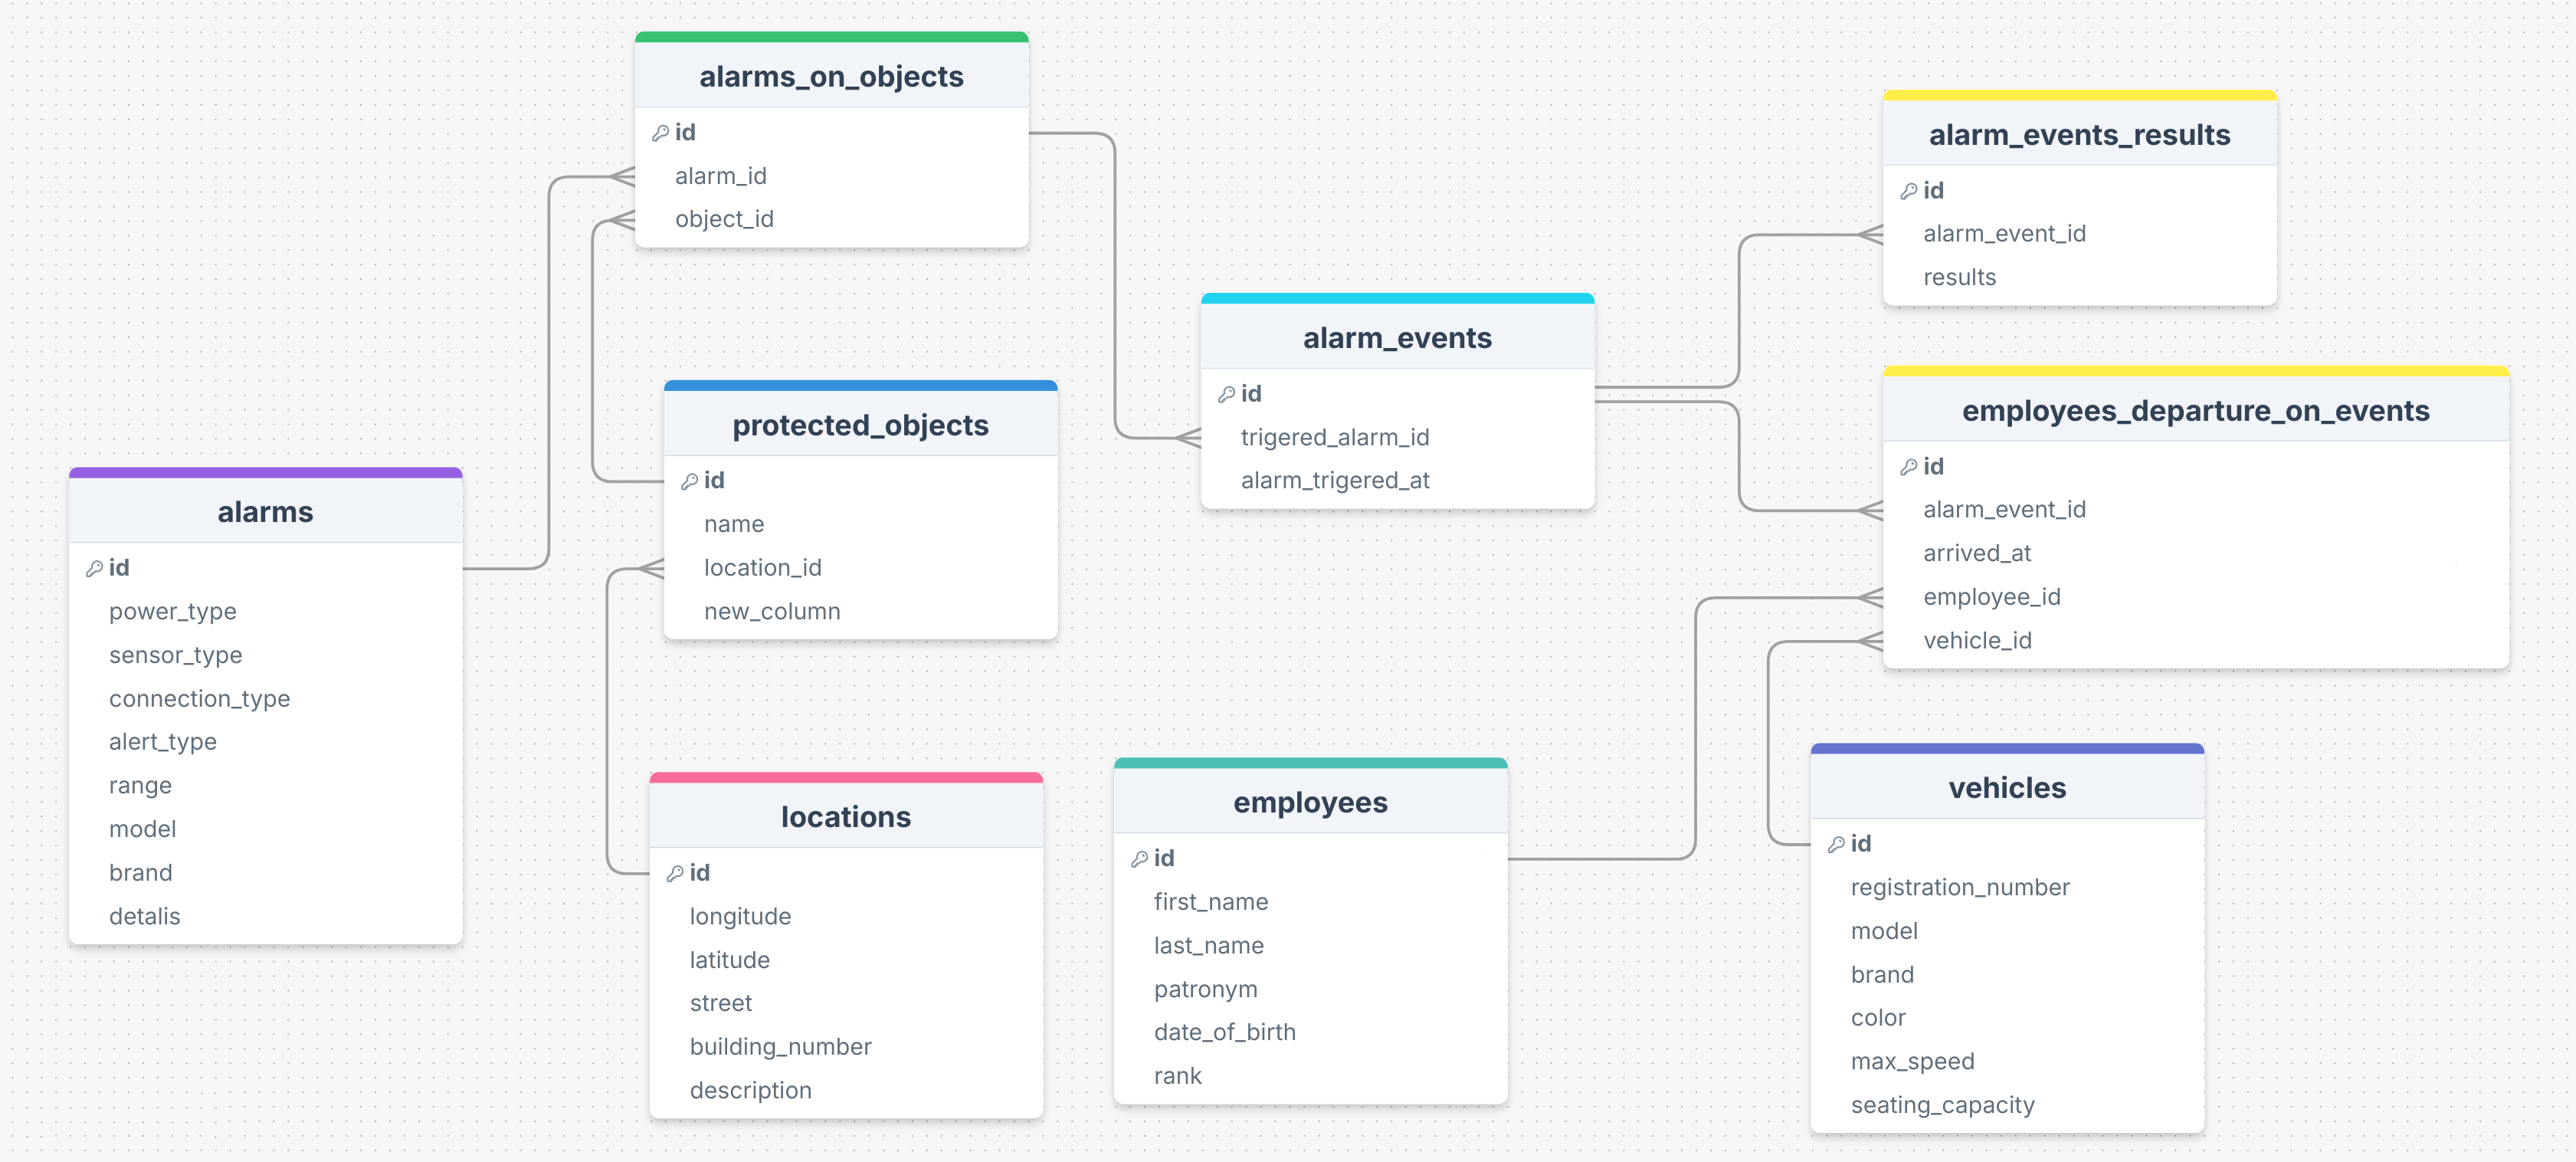 alarms_on_objects
id
alarm_id
object_id
alarm_events_results
id
alarm_event_id
results
alarm_events
id
trigered_alarm_id
alarm_trigered_at
employees_departure_on_events
id
alarm_event_id
arrived_at
employee_id
vehicle_id
protected_objects
id
name
location_id
new_column
alarms
id
power_type
sensor_type
connection_type
alert_type
range
model
brand
detalis
locations
id
longitude
latitude
street
building_number
description
employees
id
first_name
last_name
patronym
date_of_birth
rank
vehicles
id
registration_number
model
brand
color
max_speed
seating_capacity